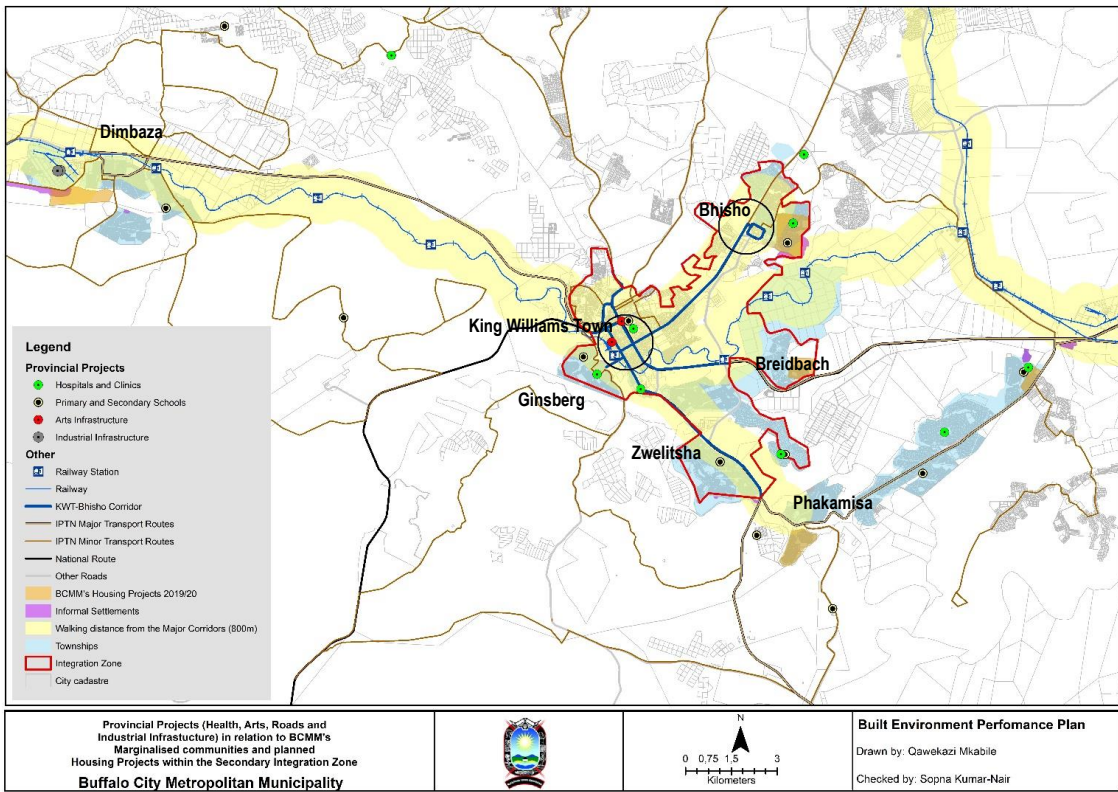 Dimbaza
Bhisho
King Williams Town
Breidbach
Ginsberg
Zwelitsha
Phakamisa
Legend
Provincial Projects
Hospitals and Clinics
Primary and Secondary Schools
Arts Infrastructure
Industrial Infrastructure
Other
Railway Station
Railway
KWT-Bhisho Corridor
IPTN Major Transport Routes
IPTN Minor Transport Routes
National Route
Other Roads
BCMM's Housing Projects 2019/20
Informal Settlements
Walking distance from the Major Corridors (800m)
Townships
Integration Zone
City cadastre
Provincial Projects (Health, Arts, Roads and
Industrial Infrastucture) in relation to BCMM's
Marginalised communities and planned
Housing Projects within the Secondary Integration Zone
Buffalo City Metropolitan Municipality
N
0 0,75 1,5 3
Kilometers
Built Environment Perfomance Plan
Drawn by: Qawekazi Mkabile
Checked by: Sopna Kumar-Nair